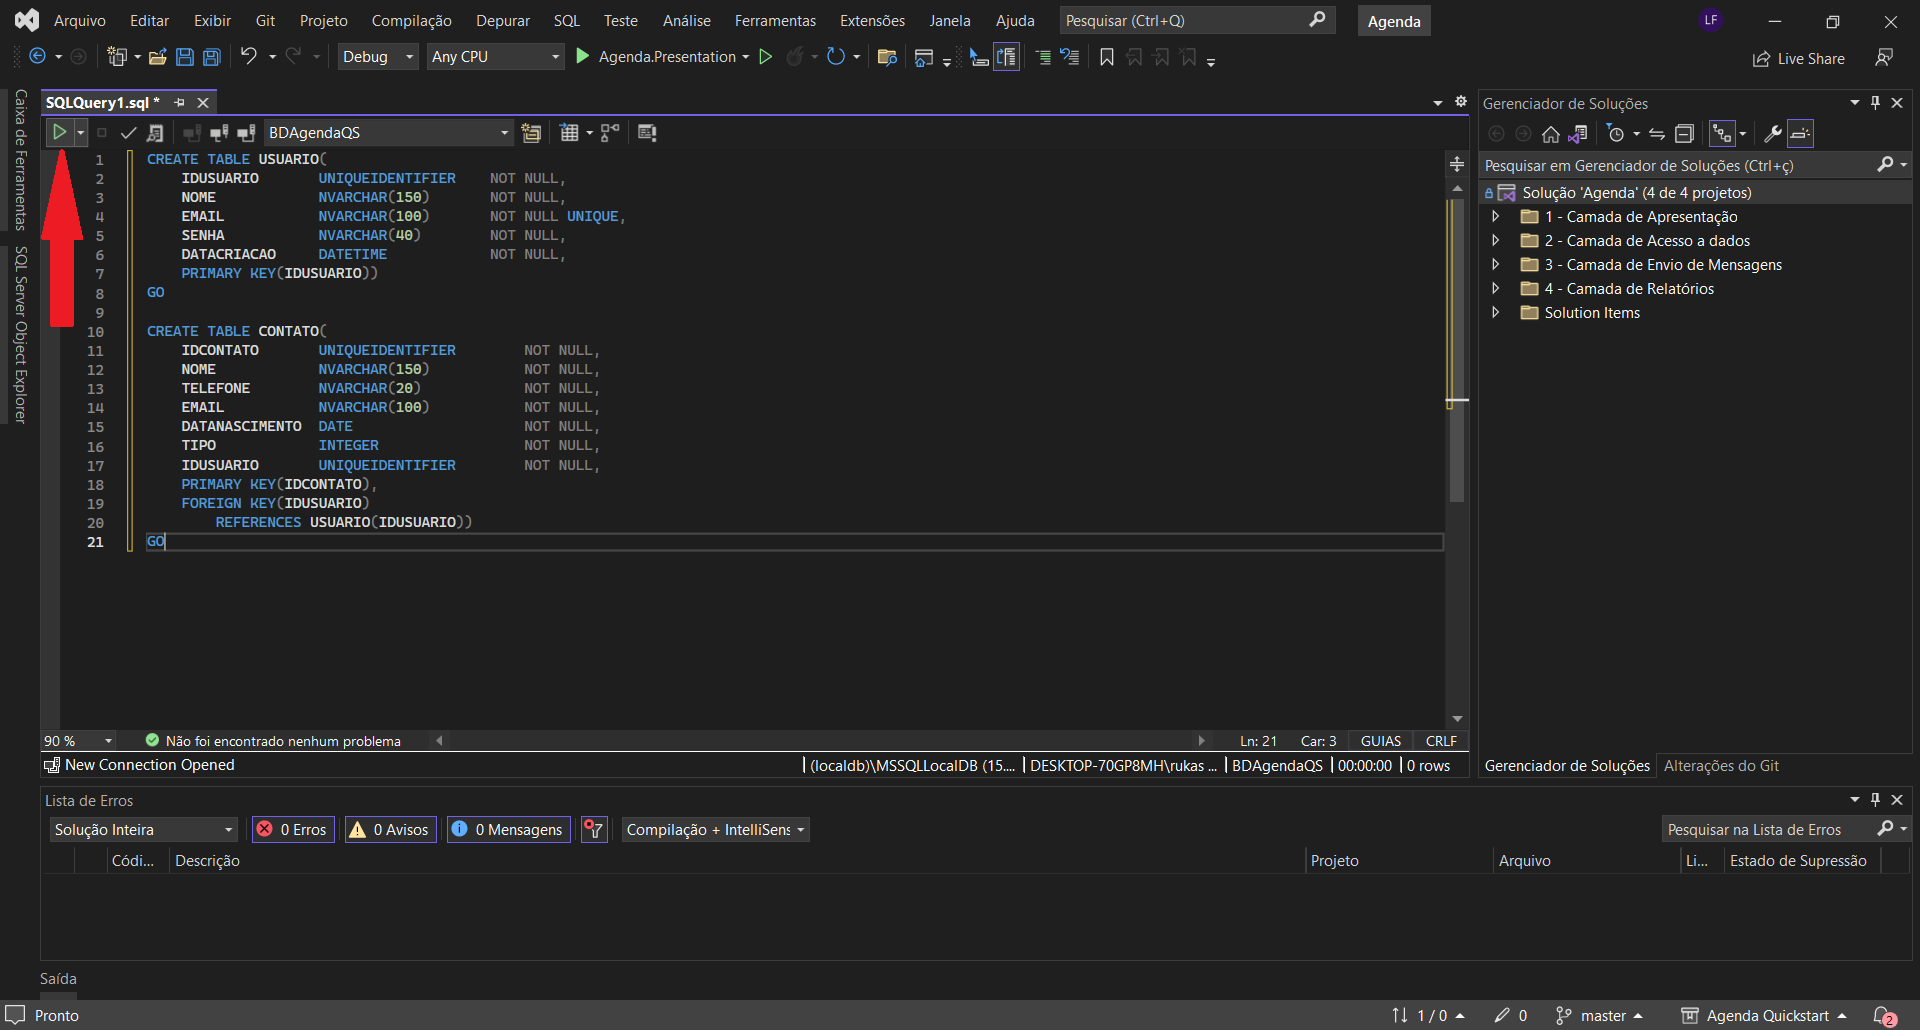 Arquivo Editar Exibir Git Projeto Compilação Depurar SQL Teste Análise Ferramentas Extensões Janela Ajuda Pesquisar (Ctrl+Q) Agenda LF
Debug Any CPU Agenda.Presentation Live Share
Caixa de Ferramentas
SQL Server Object Explorer
SQLQuery1.sql *
BDAgendaQS
1 CREATE TABLE USUARIO(
2 IDUSUARIO UNIQUEIDENTIFIER NOT NULL,
3 NOME NVARCHAR(150) NOT NULL,
4 EMAIL NVARCHAR(100) NOT NULL UNIQUE,
5 SENHA NVARCHAR(40) NOT NULL,
6 DATACRIACAO DATETIME NOT NULL,
7 PRIMARY KEY(IDUSUARIO))
8 GO
9
10 CREATE TABLE CONTATO(
11 IDCONTATO UNIQUEIDENTIFIER NOT NULL,
12 NOME NVARCHAR(150) NOT NULL,
13 TELEFONE NVARCHAR(20) NOT NULL,
14 EMAIL NVARCHAR(100) NOT NULL,
15 DATANASCIMENTO DATE NOT NULL,
16 TIPO INTEGER NOT NULL,
17 IDUSUARIO UNIQUEIDENTIFIER NOT NULL,
18 PRIMARY KEY(IDCONTATO),
19 FOREIGN KEY(IDUSUARIO)
20 REFERENCES USUARIO(IDUSUARIO))
21 GO
90 % Não foi encontrado nenhum problema Ln: 21 Car: 3 GUIAS CRLF
New Connection Opened (localdb)\MSSQLLocalDB (15.... DESKTOP-70GP8MH\rukas ... BDAgendaQS 00:00:00 0 rows
Gerenciador de Soluções
Pesquisar em Gerenciador de Soluções (Ctrl+ç)
Solução 'Agenda' (4 de 4 projetos)
1 - Camada de Apresentação
2 - Camada de Acesso a dados
3 - Camada de Envio de Mensagens
4 - Camada de Relatórios
Solution Items
Gerenciador de Soluções Alterações do Git
Lista de Erros
Solução Inteira 0 Erros 0 Avisos 0 Mensagens Compilação + IntelliSens Pesquisar na Lista de Erros
Códi... Descrição Projeto Arquivo Li... Estado de Supressão
Saída
Pronto 1 / 0 0 master Agenda Quickstart 2